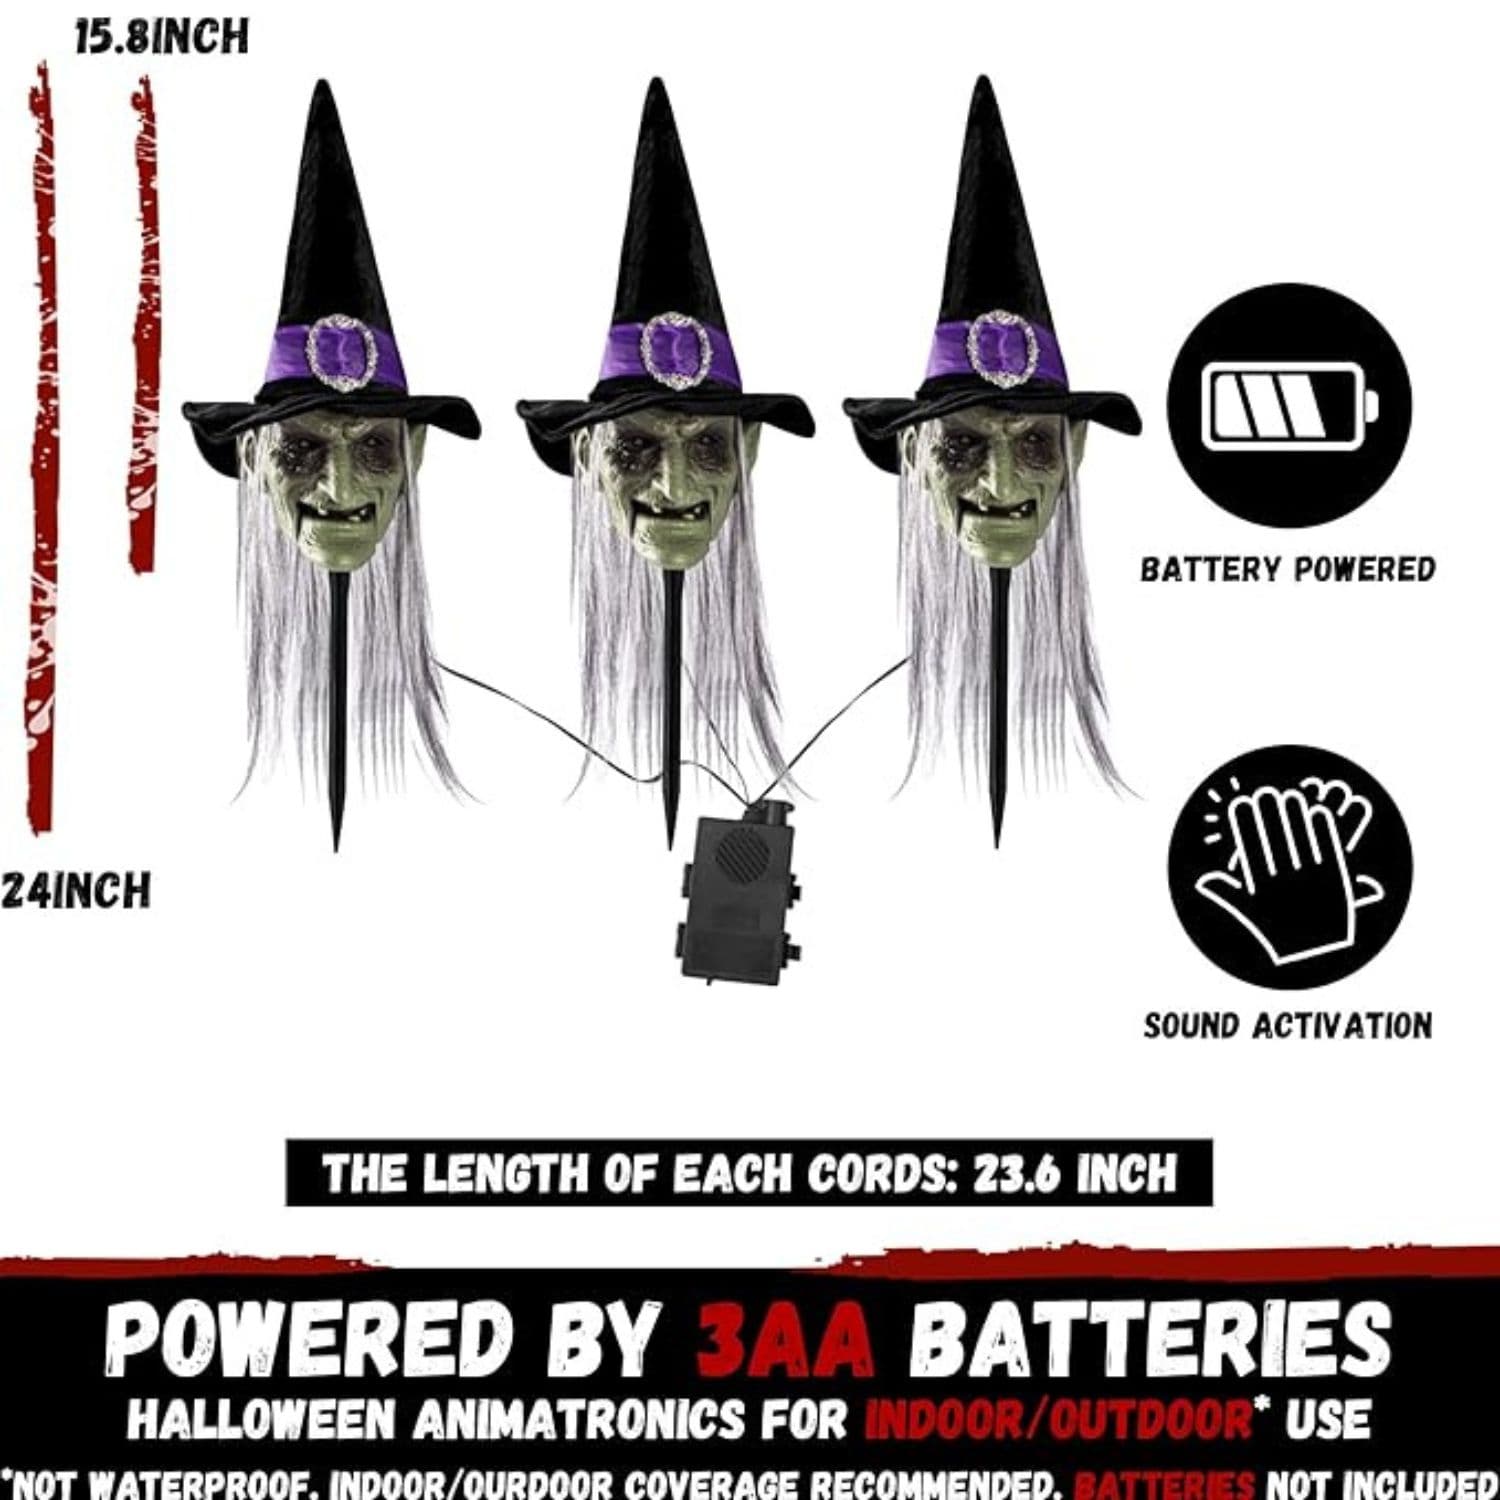 15.8INCH
24INCH
BATTERY POWERED
SOUND ACTIVATION
THE LENGTH OF EACH CORDS: 23.6 INCH
POWERED BY 3AA BATTERIES
HALLOWEEN ANIMATRONICS FOR INDOOR/OUTDOOR* USE
*NOT WATERPROOF. INDOOR/OURDOOR COVERAGE RECOMMENDED. BATTERIES NOT INCLUDED